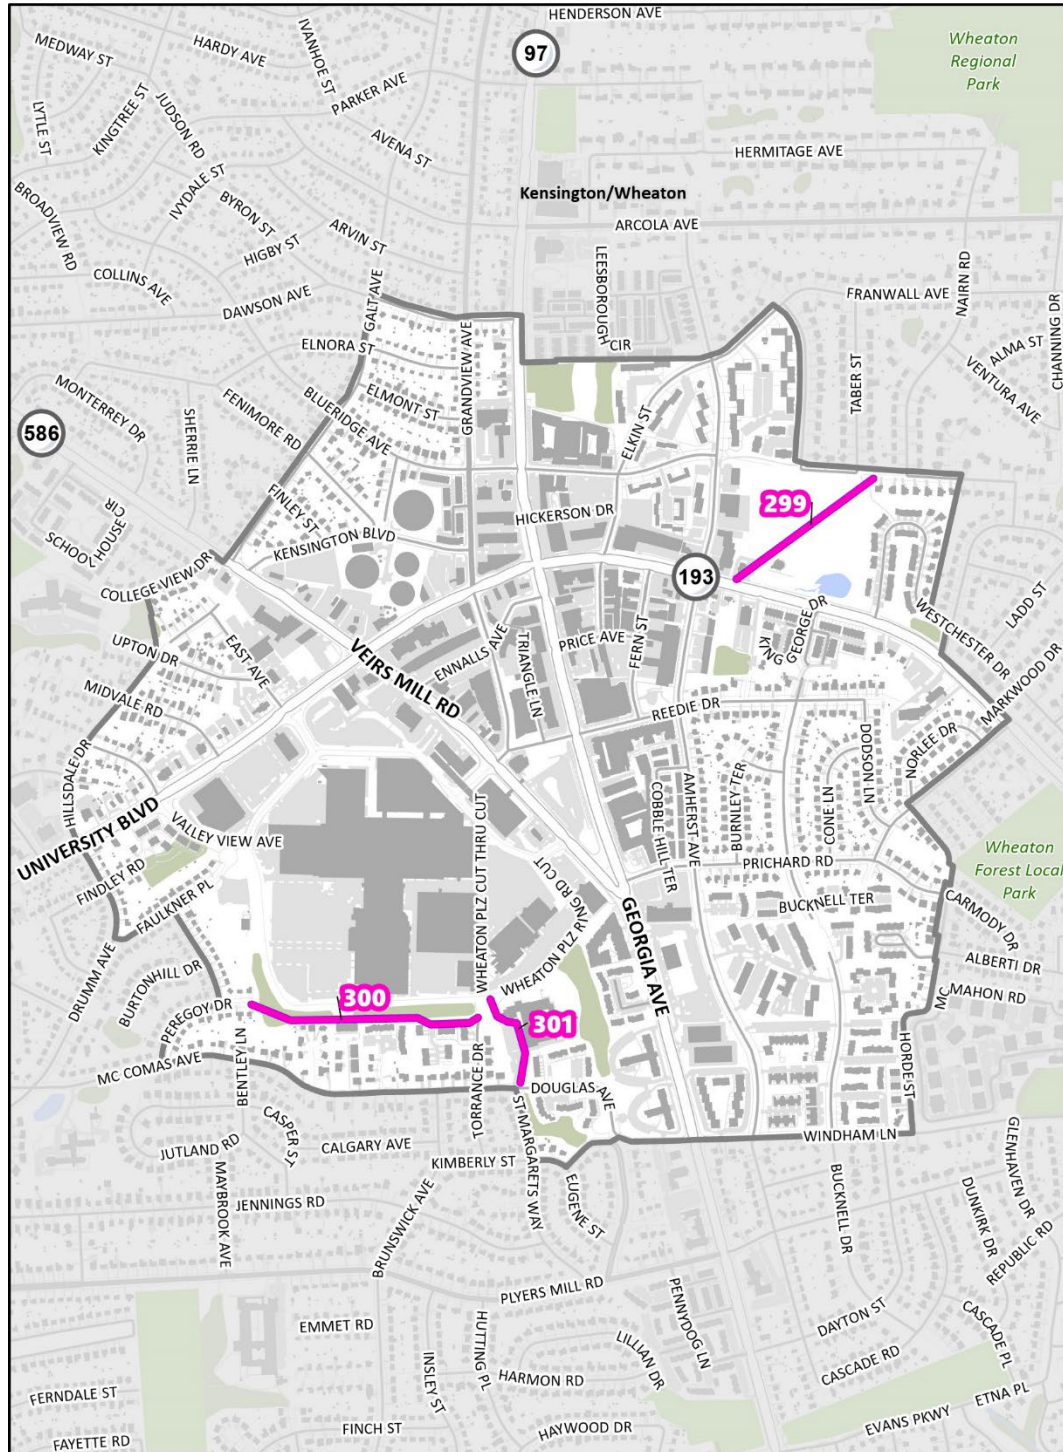 HENDERSON AVE
MEDWAY ST
HARDY AVE
IVANHOE ST
97
Wheaton
Regional
Park
PARKER AVE
LYTLE ST
KINGTREE ST
JUDSON RD
AVENA ST
HERMITAGE AVE
IVYDALE ST
BYRON ST
Kensington/Wheaton
BROADVIEW RD
HIGBY ST
ARVIN ST
ARCOLA AVE
LEESBOROUGH
CIR
NAIRN RD
COLLINS AVE
DAWSON AVE
GALT AVE
FRANWALL AVE
CHANNING DR
ELNORA ST
GRANDVIEW AVE
TABER ST
ALMA ST
VENTURA AVE
MONTERREY DR
SHERRIE LN
FENIMORE RD
BLUERIDGE AVE
ELMONT ST
ELKIN ST
586
FINLEY ST
299
HICKERSON DR
SCHOOL HOUSE
CIR
KENSINGTON BLVD
COLLEGE VIEW DR
193
LADD ST
WESTCHESTER DR
UPTON DR
EAST AVE
VEIRS MILL RD
ENNALLS AVE
TRIANGLE LN
PRICE AVE
FERN ST
KING
GEORGE DR
MARKWOOD DR
MIDVALE RD
REEDIE DR
NORLEE DR
DODSON LN
HILLSDALE DR
UNIVERSITY BLVD
VALLEY VIEW AVE
WHEATON PLZ CUT THRU CUT
COBBLE HILL TER
AMHERST AVE
BURNLEY TER
CONE LN
Wheaton
Forest Local
Park
FINDLEY RD
FAULKNER PL
PRICHARD RD
BUCKNELL TER
CARMODY DR
DRUMM AVE
WHEATON PLZ RING RD CUT
GEORGIA AVE
ALBERTI DR
BURTONHILL DR
PEREGOY DR
300
301
MC MAHON RD
MC COMAS AVE
BENTLEY LN
TORRANCE DR
DOUGLAS AVE
HORDE ST
CASPER ST
ST MARGARETS WAY
JUTLAND RD
CALGARY AVE
WINDHAM LN
GLENHAVEN DR
KIMBERLY ST
MAYBROOK AVE
EUGENE ST
BUCKNELL DR
DUNKIRK DR
JENNINGS RD
BRUNSWICK AVE
REPUBLIC RD
PLYERS MILL RD
EMMET RD
HUTTING PL
PENNYDOG LN
DAYTON ST
CASCADE PL
INSLEY ST
LILLIAN DR
CASCADE RD
HARMON RD
FERNDALE ST
ETNA PL
FINCH ST
HAYWOOD DR
EVANS PKWY
FAYETTE RD